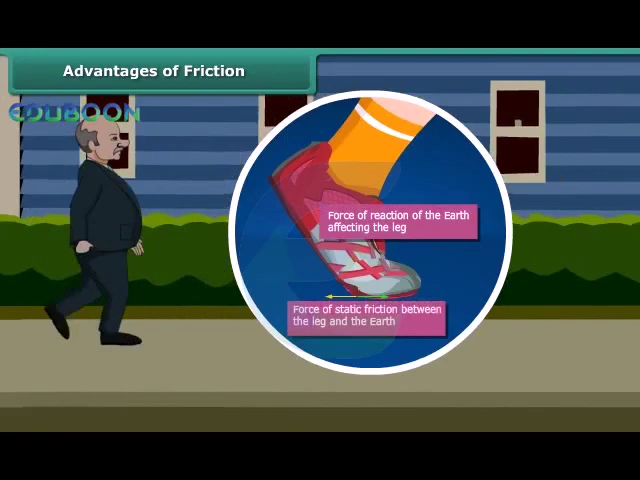 Advantages of Friction
EDUBOON
Force of reaction of the Earth
affecting the leg
Force of static friction between
the leg and the Earth